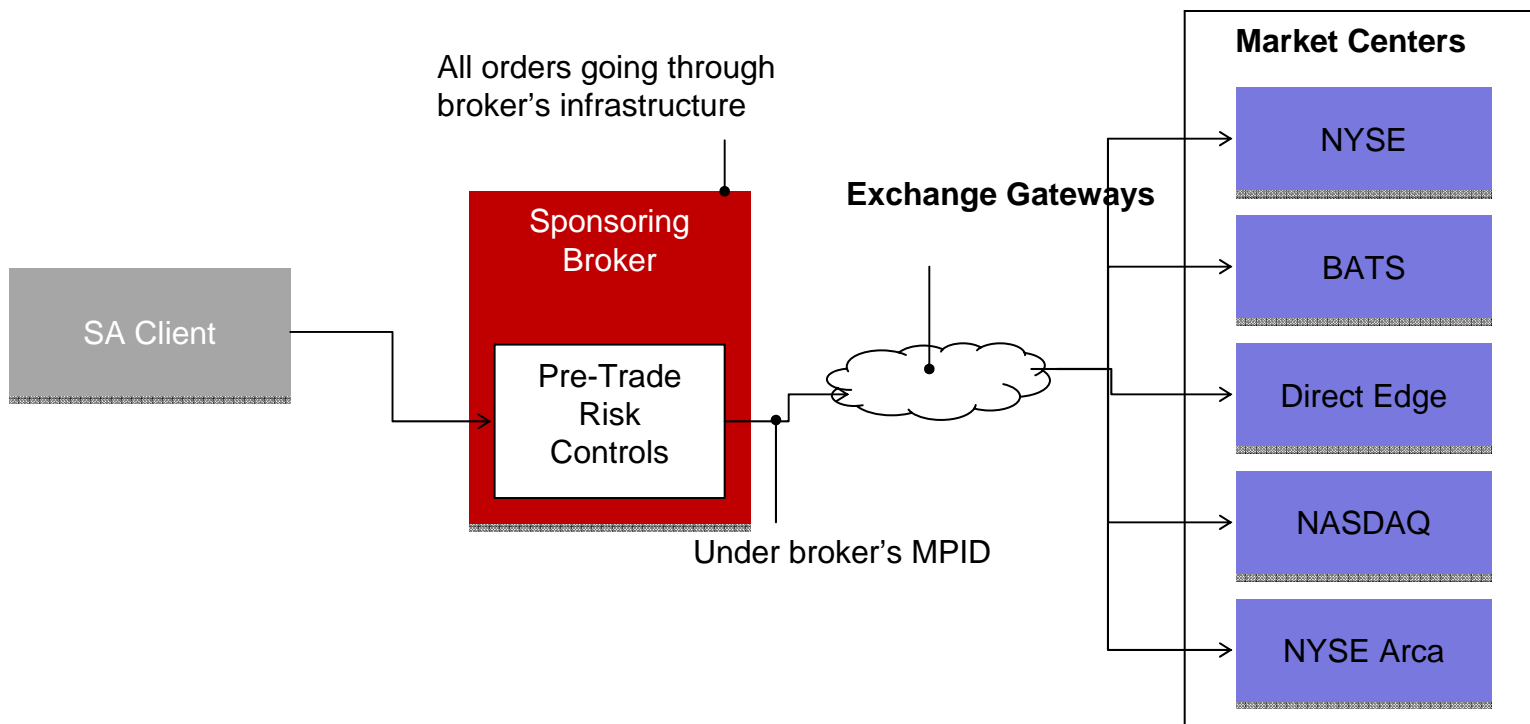 Market Centers
All orders going through
broker’s infrastructure
NYSE
Exchange Gateways
Sponsoring
Broker
BATS
SA Client
Pre-Trade
Risk
Controls
Direct Edge
NASDAQ
Under broker’s MPID
NYSE Arca